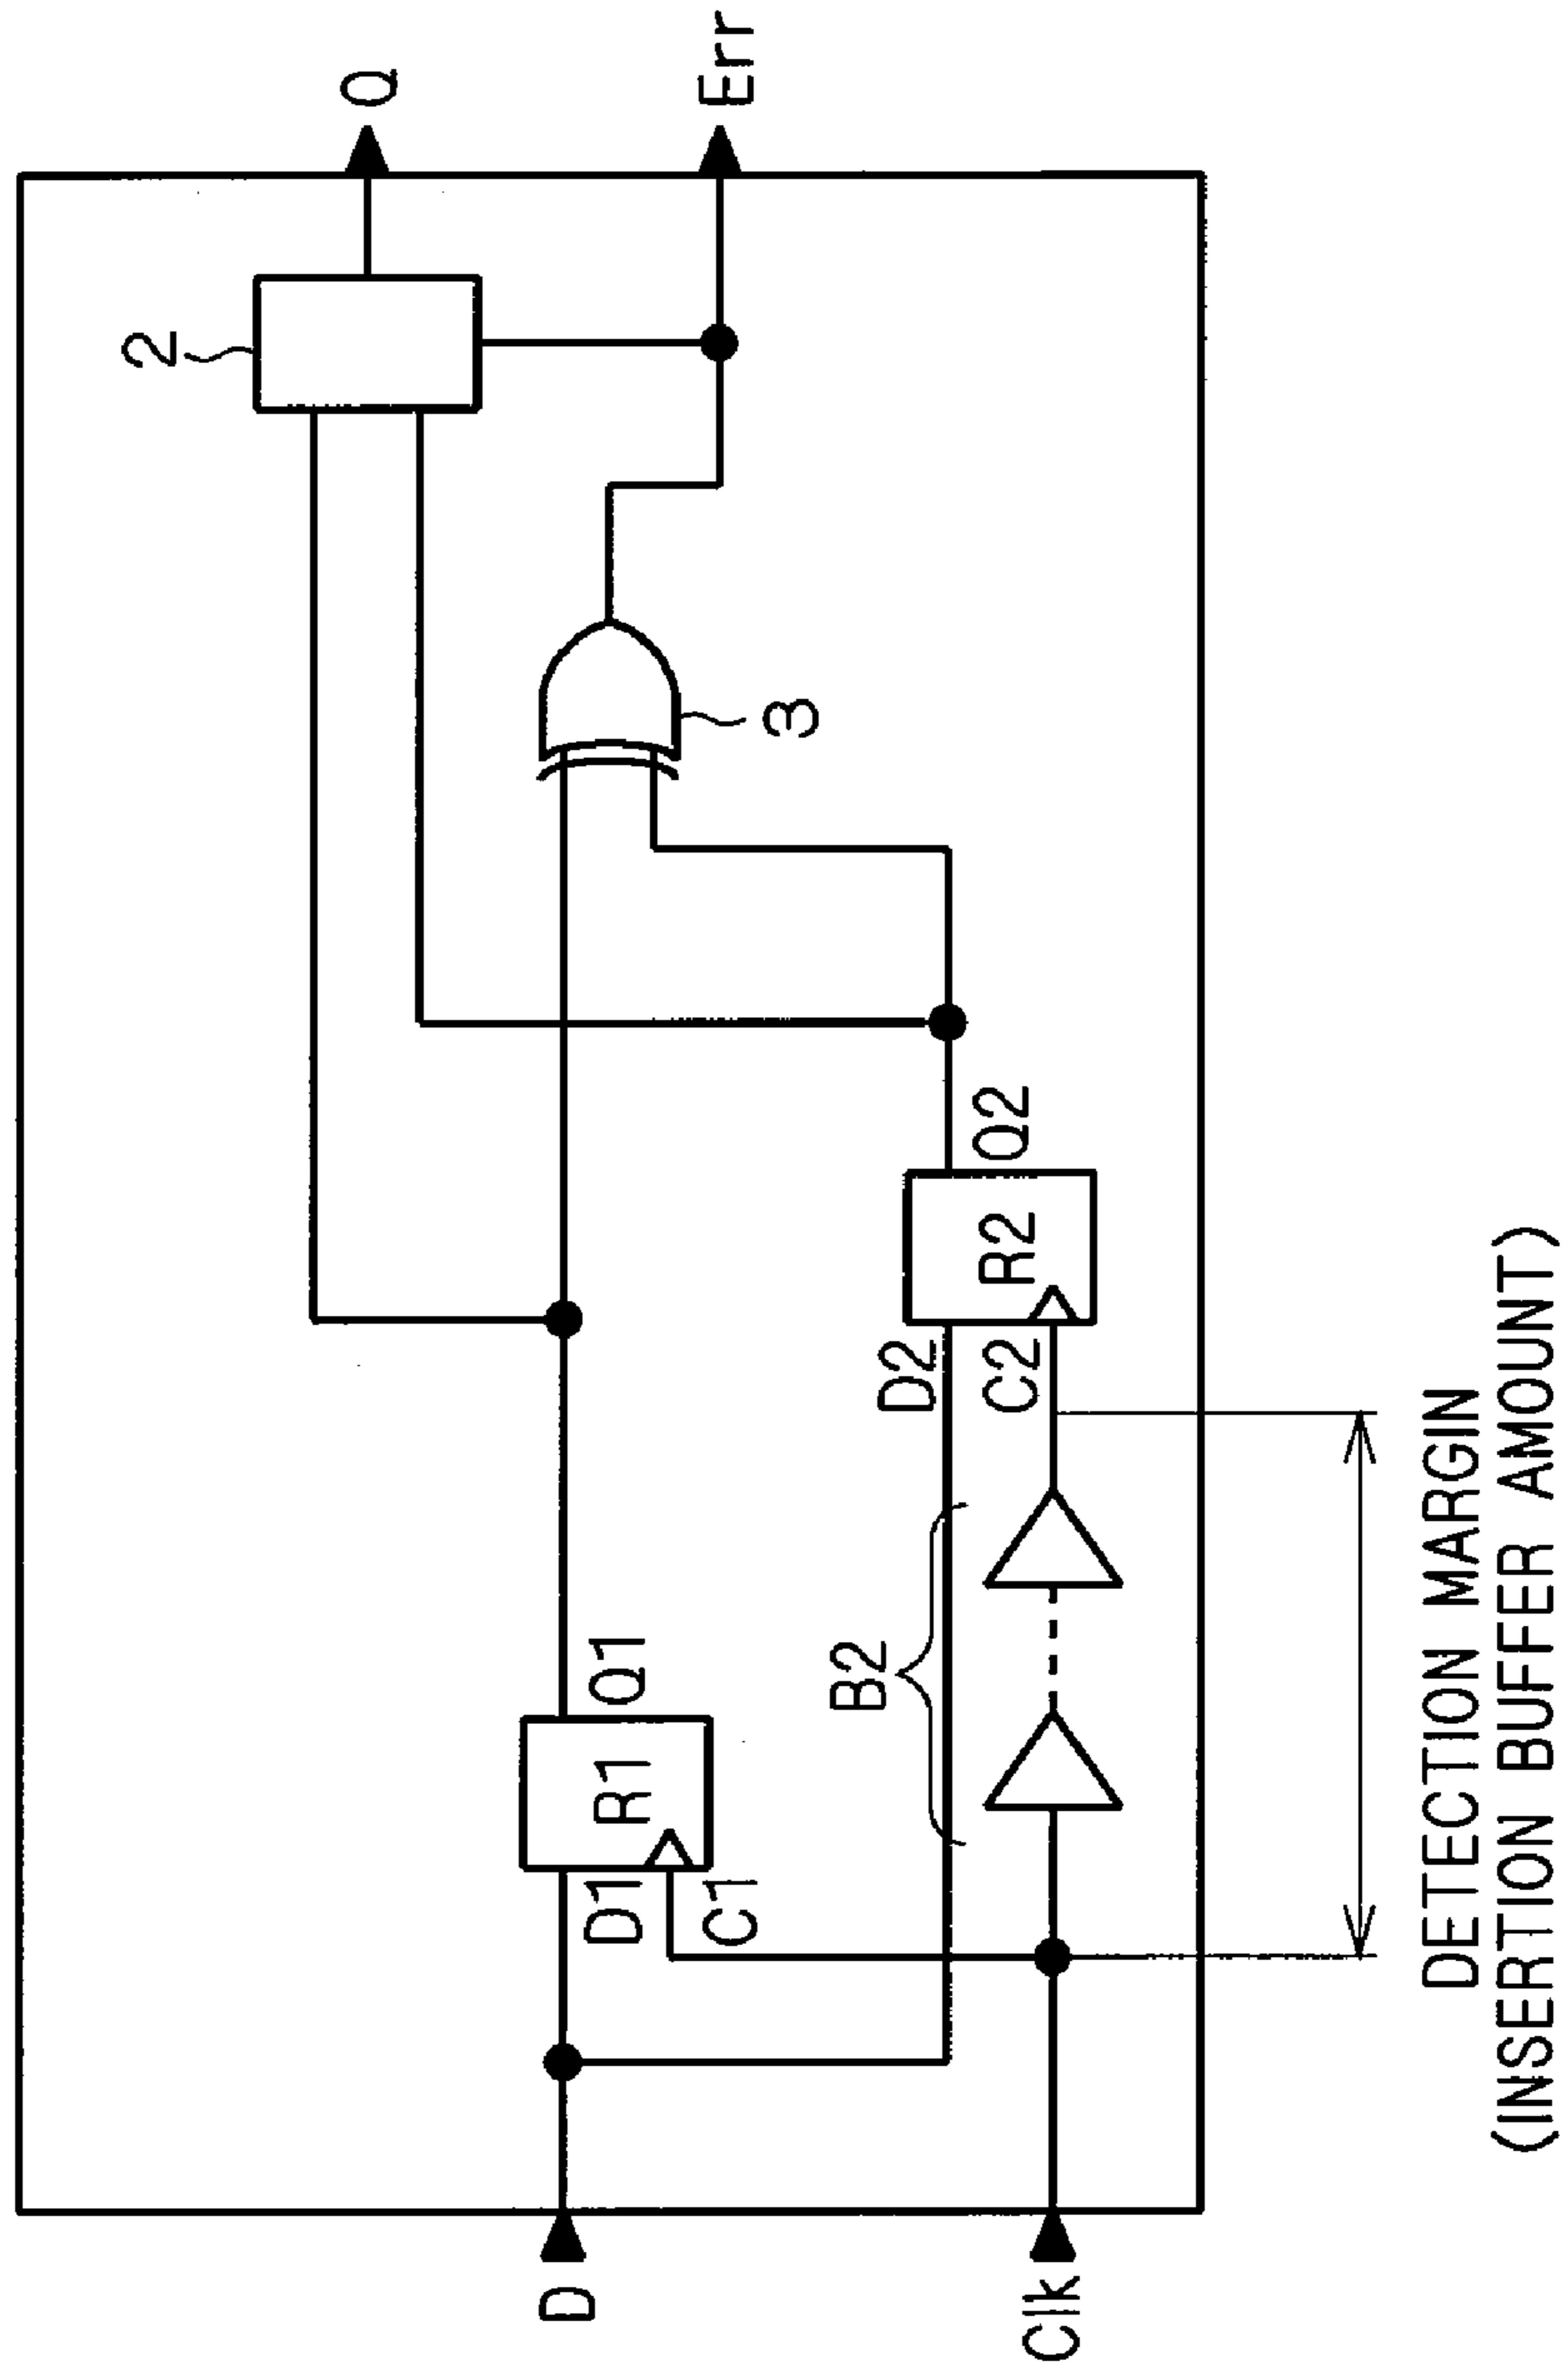 D
Clk
D1
C1
R1
Q1
B2
D2
C2
R2
Q2
3
2
Q
Err
DETECTION MARGIN
(INSERTION BUFFER AMOUNT)